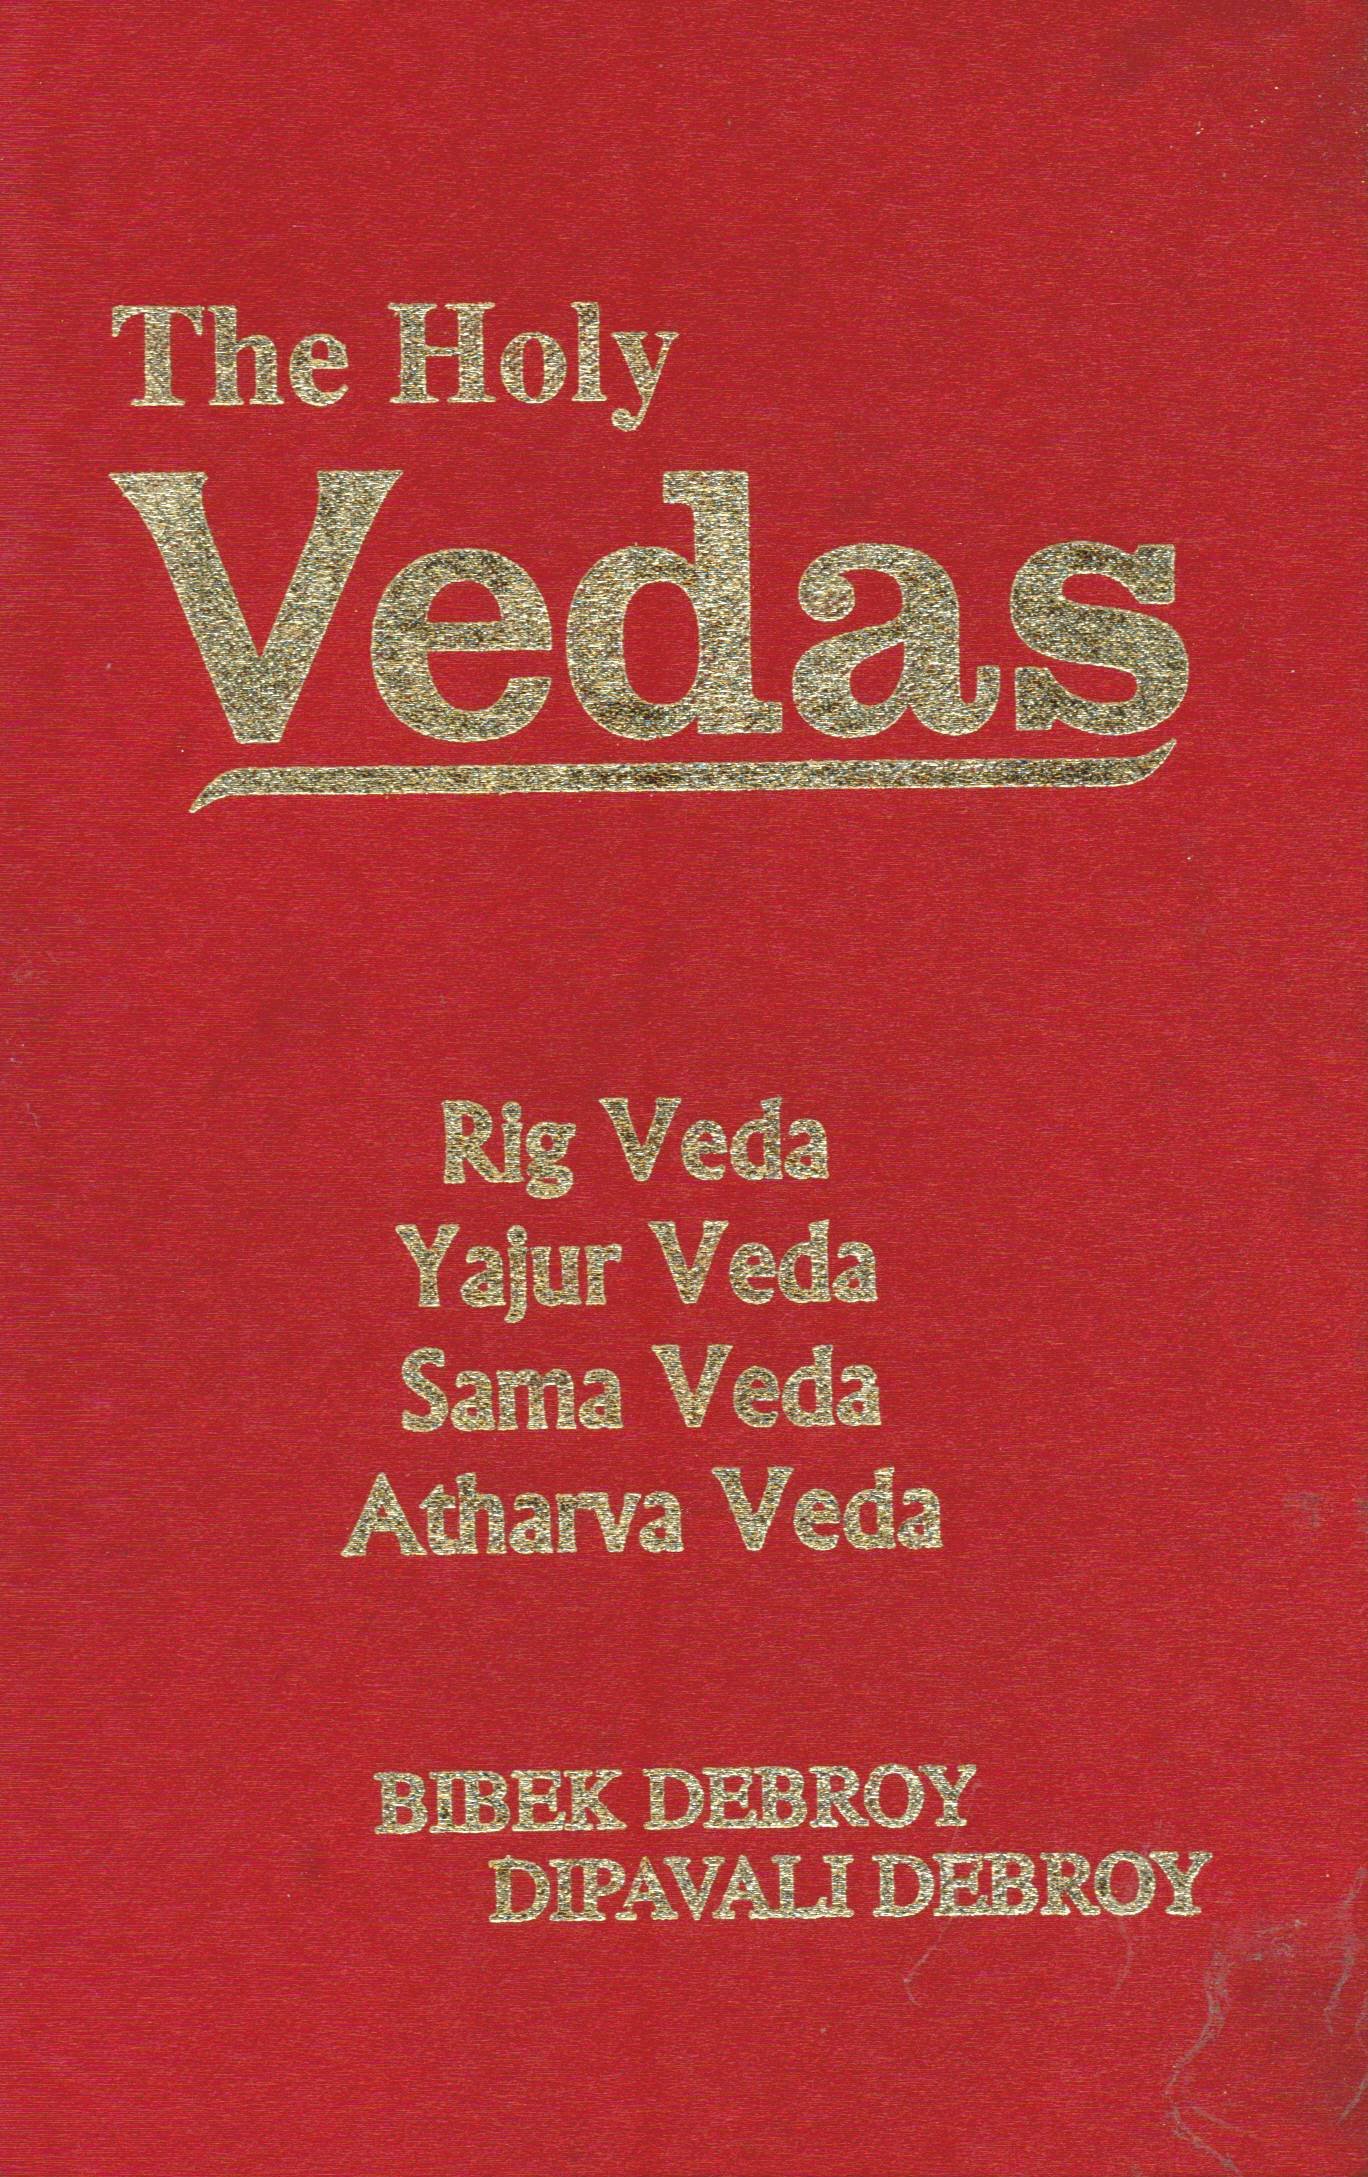 The Holy
Vedas
Rig Veda
Yajur Veda
Sama Veda
Atharva Veda
BIBEK DEBROY
DIPAVALI DEBROY